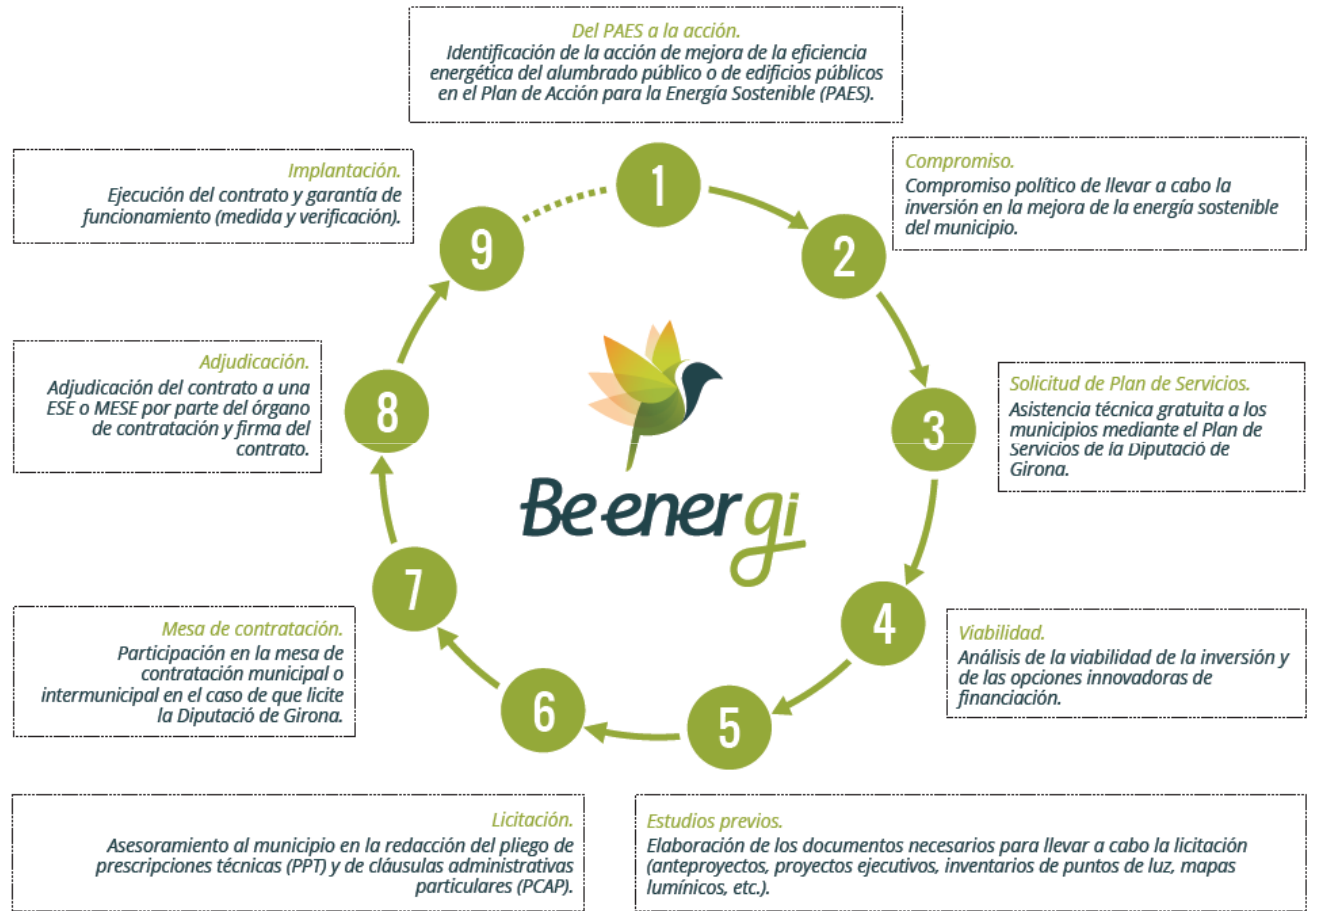 Del PAES a la acción.
Identificación de la acción de mejora de la eficiencia
energética del alumbrado público o de edificios públicos
en el Plan de Acción para la Energía Sostenible (PAES).
1
Compromiso.
Compromiso político de llevar a cabo la
inversión en la mejora de la energía sostenible
del municipio.
2
Solicitud de Plan de Servicios.
Asistencia técnica gratuita a los
municipios mediante el Plan de
Servicios de la Diputació de
Girona.
3
Viabilidad.
Análisis de la viabilidad de la inversión y
de las opciones innovadoras de
financiación.
4
Estudios previos.
Elaboración de los documentos necesarios para llevar a cabo la licitación
(anteproyectos, proyectos ejecutivos, inventarios de puntos de luz, mapas
lumínicos, etc.).
5
Licitación.
Asesoramiento al municipio en la redacción del pliego de
prescripciones técnicas (PPT) y de cláusulas administrativas
particulares (PCAP).
6
Mesa de contratación.
Participación en la mesa de
contratación municipal o
intermunicipal en el caso de que licite
la Diputació de Girona.
7
Adjudicación.
Adjudicación del contrato a una
ESE o MESE por parte del órgano
de contratación y firma del
contrato.
8
Implantación.
Ejecución del contrato y garantía de
funcionamiento (medida y verificación).
9
Beenergi